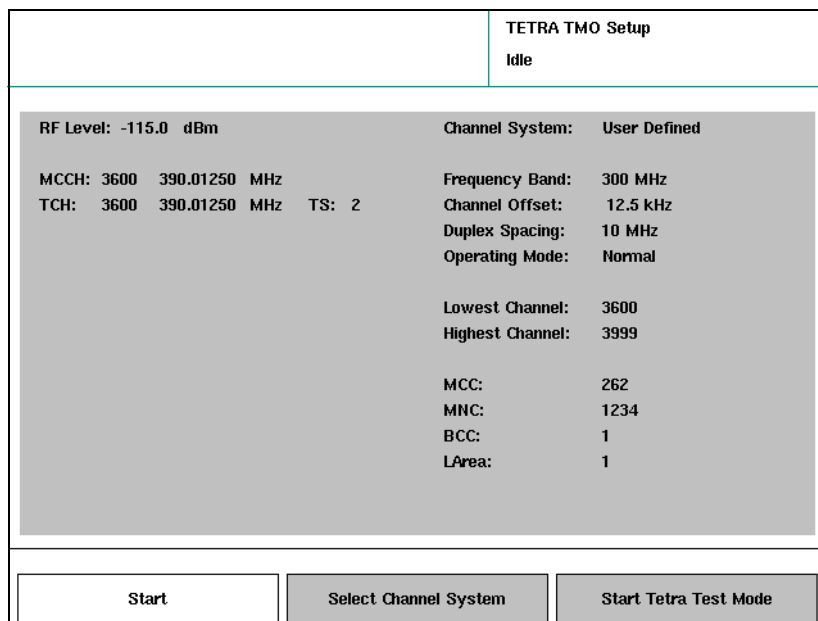 TETRA TMO Setup
Idle
RF Level: -115.0 dBm
MCCH: 3600 390.01250 MHz
TCH: 3600 390.01250 MHz TS: 2
Channel System: User Defined
Frequency Band: 300 MHz
Channel Offset: 12.5 kHz
Duplex Spacing: 10 MHz
Operating Mode: Normal
Lowest Channel: 3600
Highest Channel: 3999
MCC: 262
MNC: 1234
BCC: 1
LArea: 1
Start
Select Channel System
Start Tetra Test Mode